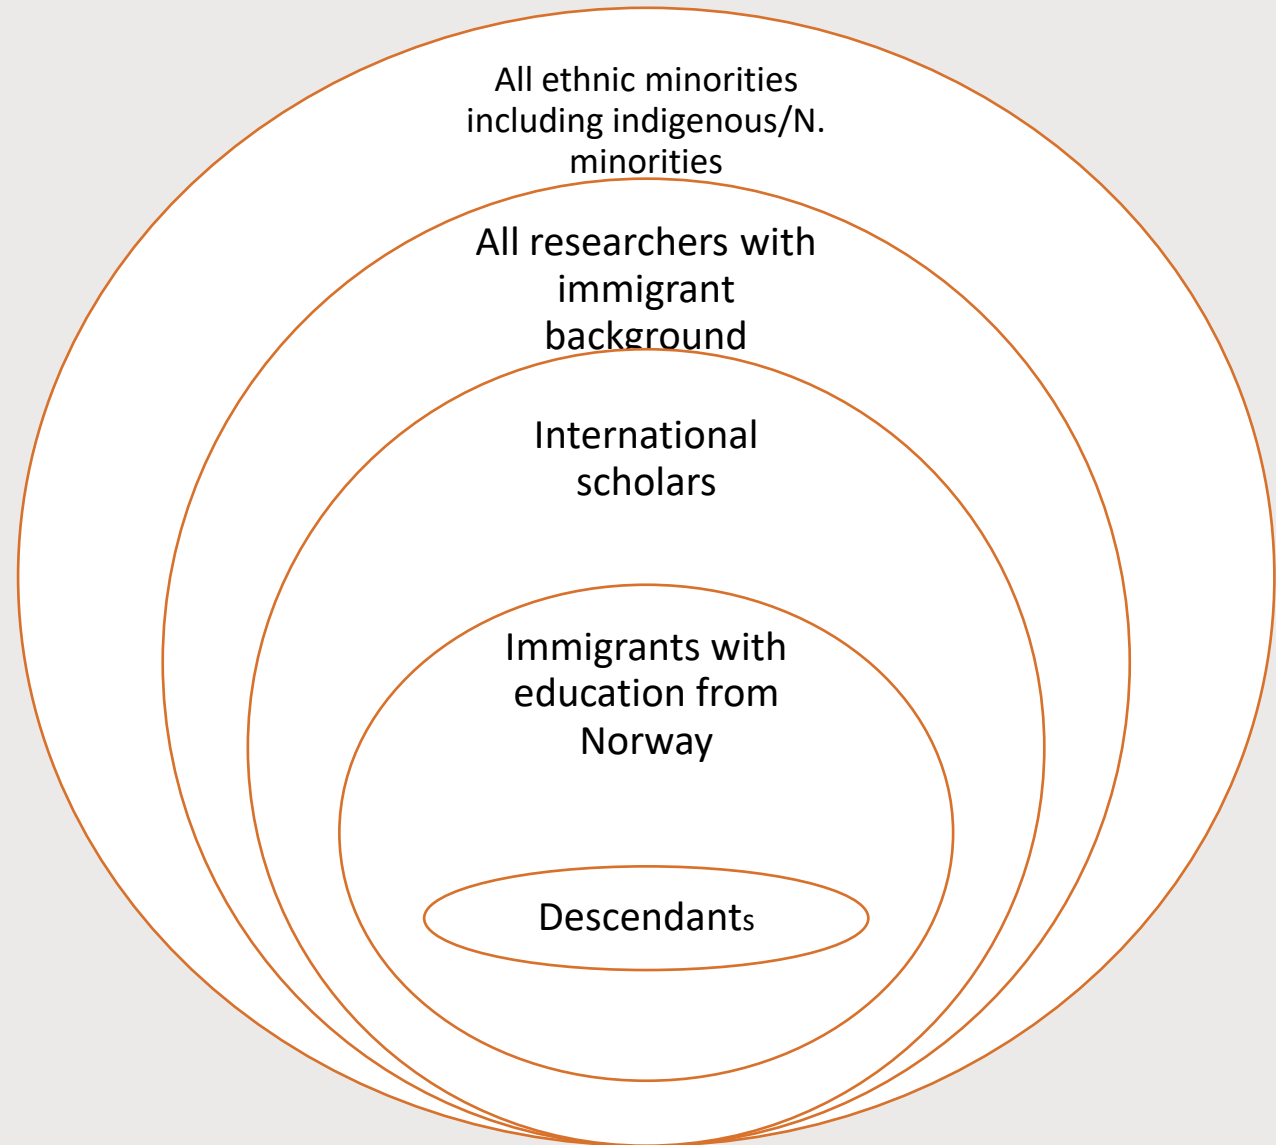 All ethnic minorities
including indigenous/N.
minorities
All researchers with
immigrant
background
International
scholars
Immigrants with
education from
Norway
Descendants